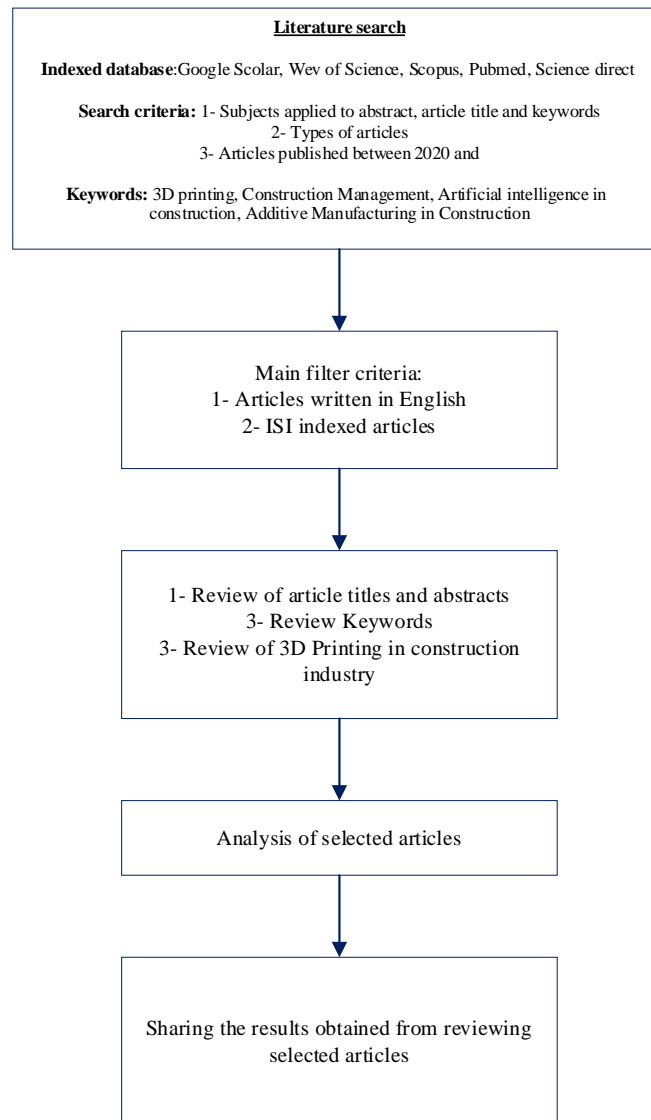 Literature search
Indexed database:Google Scolar, Wev of Science, Scopus, Pubmed, Science direct
Search criteria: 1- Subjects applied to abstract, article title and keywords
2- Types of articles
3- Articles published between 2020 and
Keywords: 3D printing, Construction Management, Artificial intelligence in
construction, Additive Manufacturing in Construction
Main filter criteria:
1- Articles written in English
2- ISI indexed articles
1- Review of article titles and abstracts
3- Review Keywords
3- Review of 3D Printing in construction
industry
Analysis of selected articles
Sharing the results obtained from reviewing
selected articles